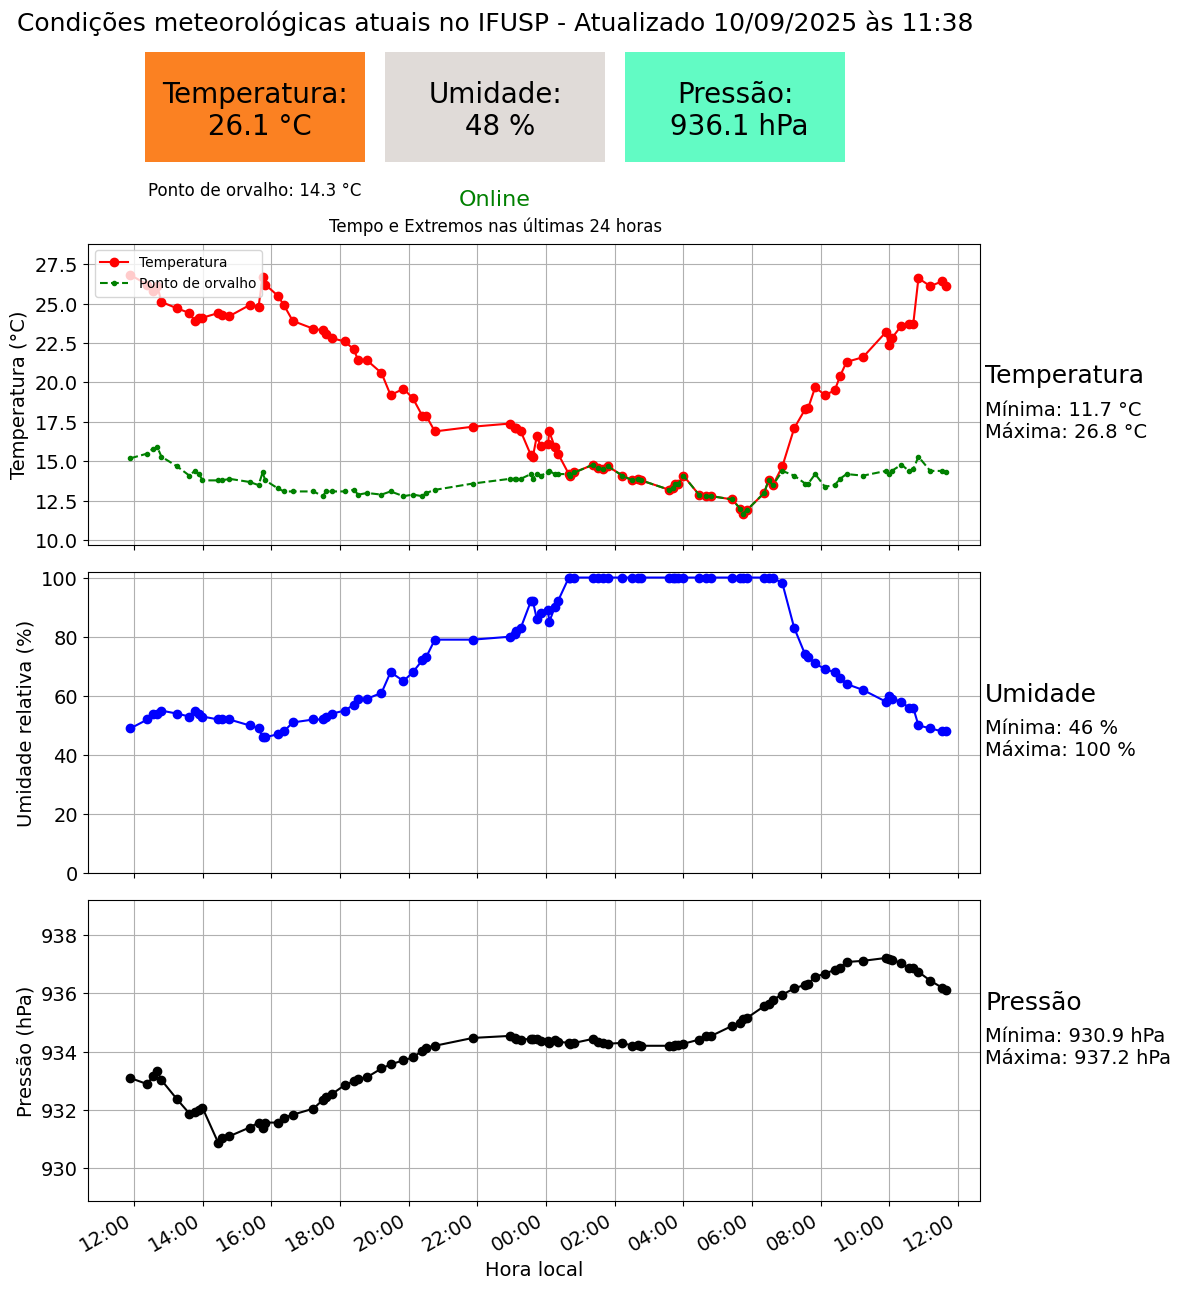 Condições meteorológicas atuais no IFUSP - Atualizado 10/09/2025 às 11:38
Temperatura:
26.1 °C
Umidade:
48 %
Pressão:
936.1 hPa
Ponto de orvalho: 14.3 °C
Online
Tempo e Extremos nas últimas 24 horas
Temperatura
Ponto de orvalho
Temperatura (°C)
27.5
25.0
22.5
20.0
17.5
15.0
12.5
10.0
Temperatura
Mínima: 11.7 °C
Máxima: 26.8 °C
Umidade relativa (%)
100
80
60
40
20
0
Umidade
Mínima: 46 %
Máxima: 100 %
Pressão (hPa)
938
936
934
932
930
Pressão
Mínima: 930.9 hPa
Máxima: 937.2 hPa
12:00 14:00 16:00 18:00 20:00 22:00 00:00 02:00 04:00 06:00 08:00 10:00 12:00
Hora local